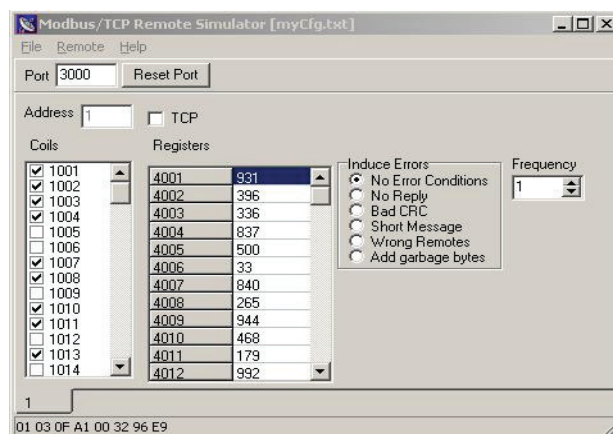 Modbus/TCP Remote Simulator [myCfg.txt]
File Remote Help
Port 3000 Reset Port
Address 1 TCP
Coils
1001
1002
1003
1004
1005
1006
1007
1008
1009
1010
1011
1012
1013
1014
Registers
4001 931
4002 396
4003 336
4004 837
4005 500
4006 33
4007 840
4008 265
4009 944
4010 468
4011 179
4012 992
Induce Errors
No Error Conditions
No Reply
Bad CRC
Short Message
Wrong Remotes
Add garbage bytes
Frequency
1
1
01 03 0F A1 00 32 96 E9